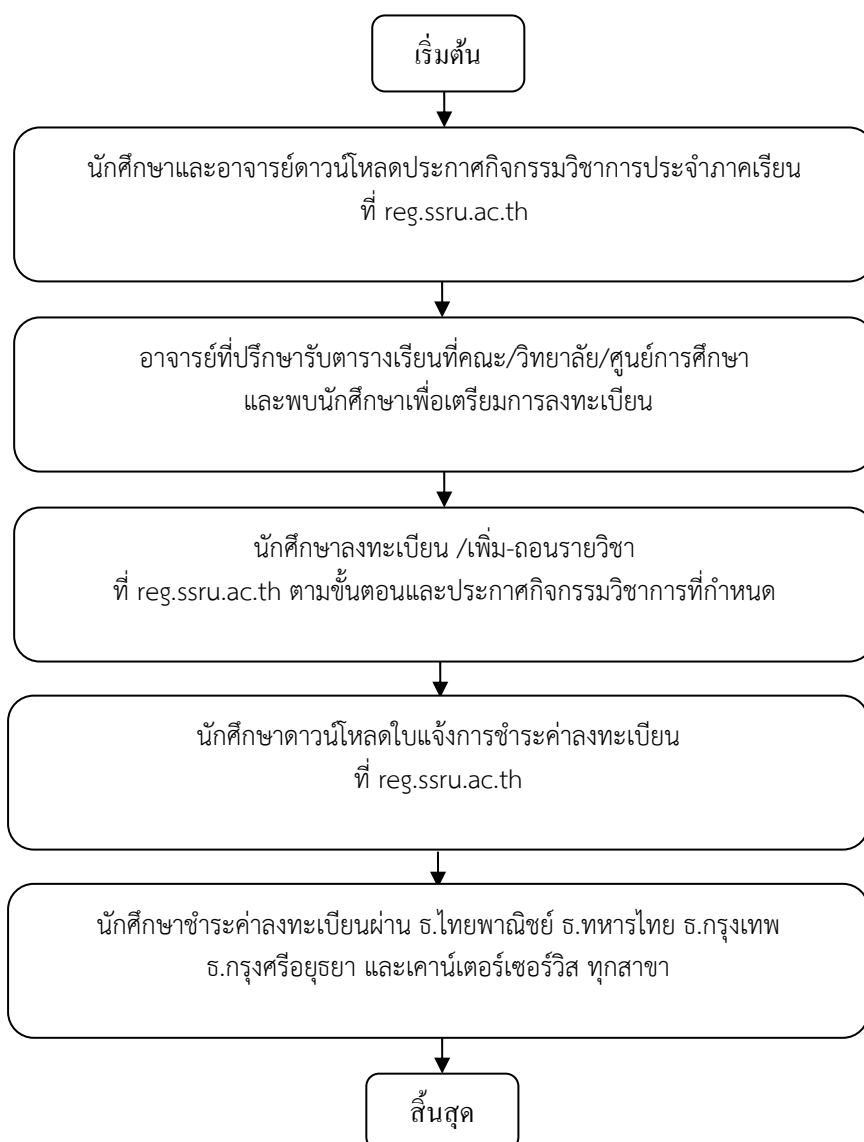 เริ่มต้น
นักศึกษาและอาจารย์ดาวน์โหลดประกาศกิจกรรมวิชาการประจำภาคเรียน
ที่ reg.ssru.ac.th
อาจารย์ที่ปรึกษารับตารางเรียนที่คณะ/วิทยาลัย/ศูนย์การศึกษา
และพบนักศึกษาเพื่อเตรียมการลงทะเบียน
นักศึกษาลงทะเบียน /เพิ่ม-ถอนรายวิชา
ที่ reg.ssru.ac.th ตามขั้นตอนและประกาศกิจกรรมวิชาการที่กำหนด
นักศึกษาดาวน์โหลดใบแจ้งการชำระค่าลงทะเบียน
ที่ reg.ssru.ac.th
นักศึกษาชำระค่าลงทะเบียนผ่าน ธ.ไทยพาณิชย์ ธ.ทหารไทย ธ.กรุงเทพ
ธ.กรุงศรีอยุธยา และเคาน์เตอร์เซอร์วิส ทุกสาขา
สิ้นสุด